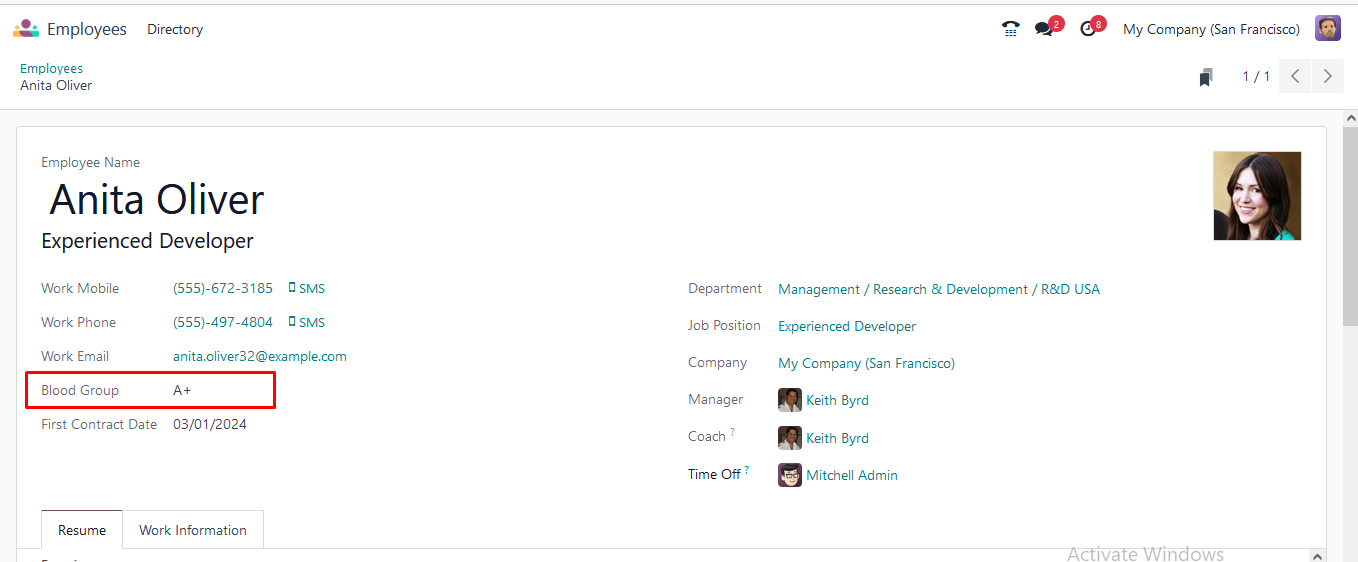 Employees Directory 2 8 My Company (San Francisco)
Employees
Anita Oliver 1 / 1
Employee Name
Anita Oliver
Experienced Developer
Work Mobile (555)-672-3185 SMS
Work Phone (555)-497-4804 SMS
Work Email anita.oliver32@example.com
Blood Group A+
First Contract Date 03/01/2024
Department Management / Research & Development / R&D USA
Job Position Experienced Developer
Company My Company (San Francisco)
Manager Keith Byrd
Coach ? Keith Byrd
Time Off ? Mitchell Admin
Resume Work Information
Activate Windows